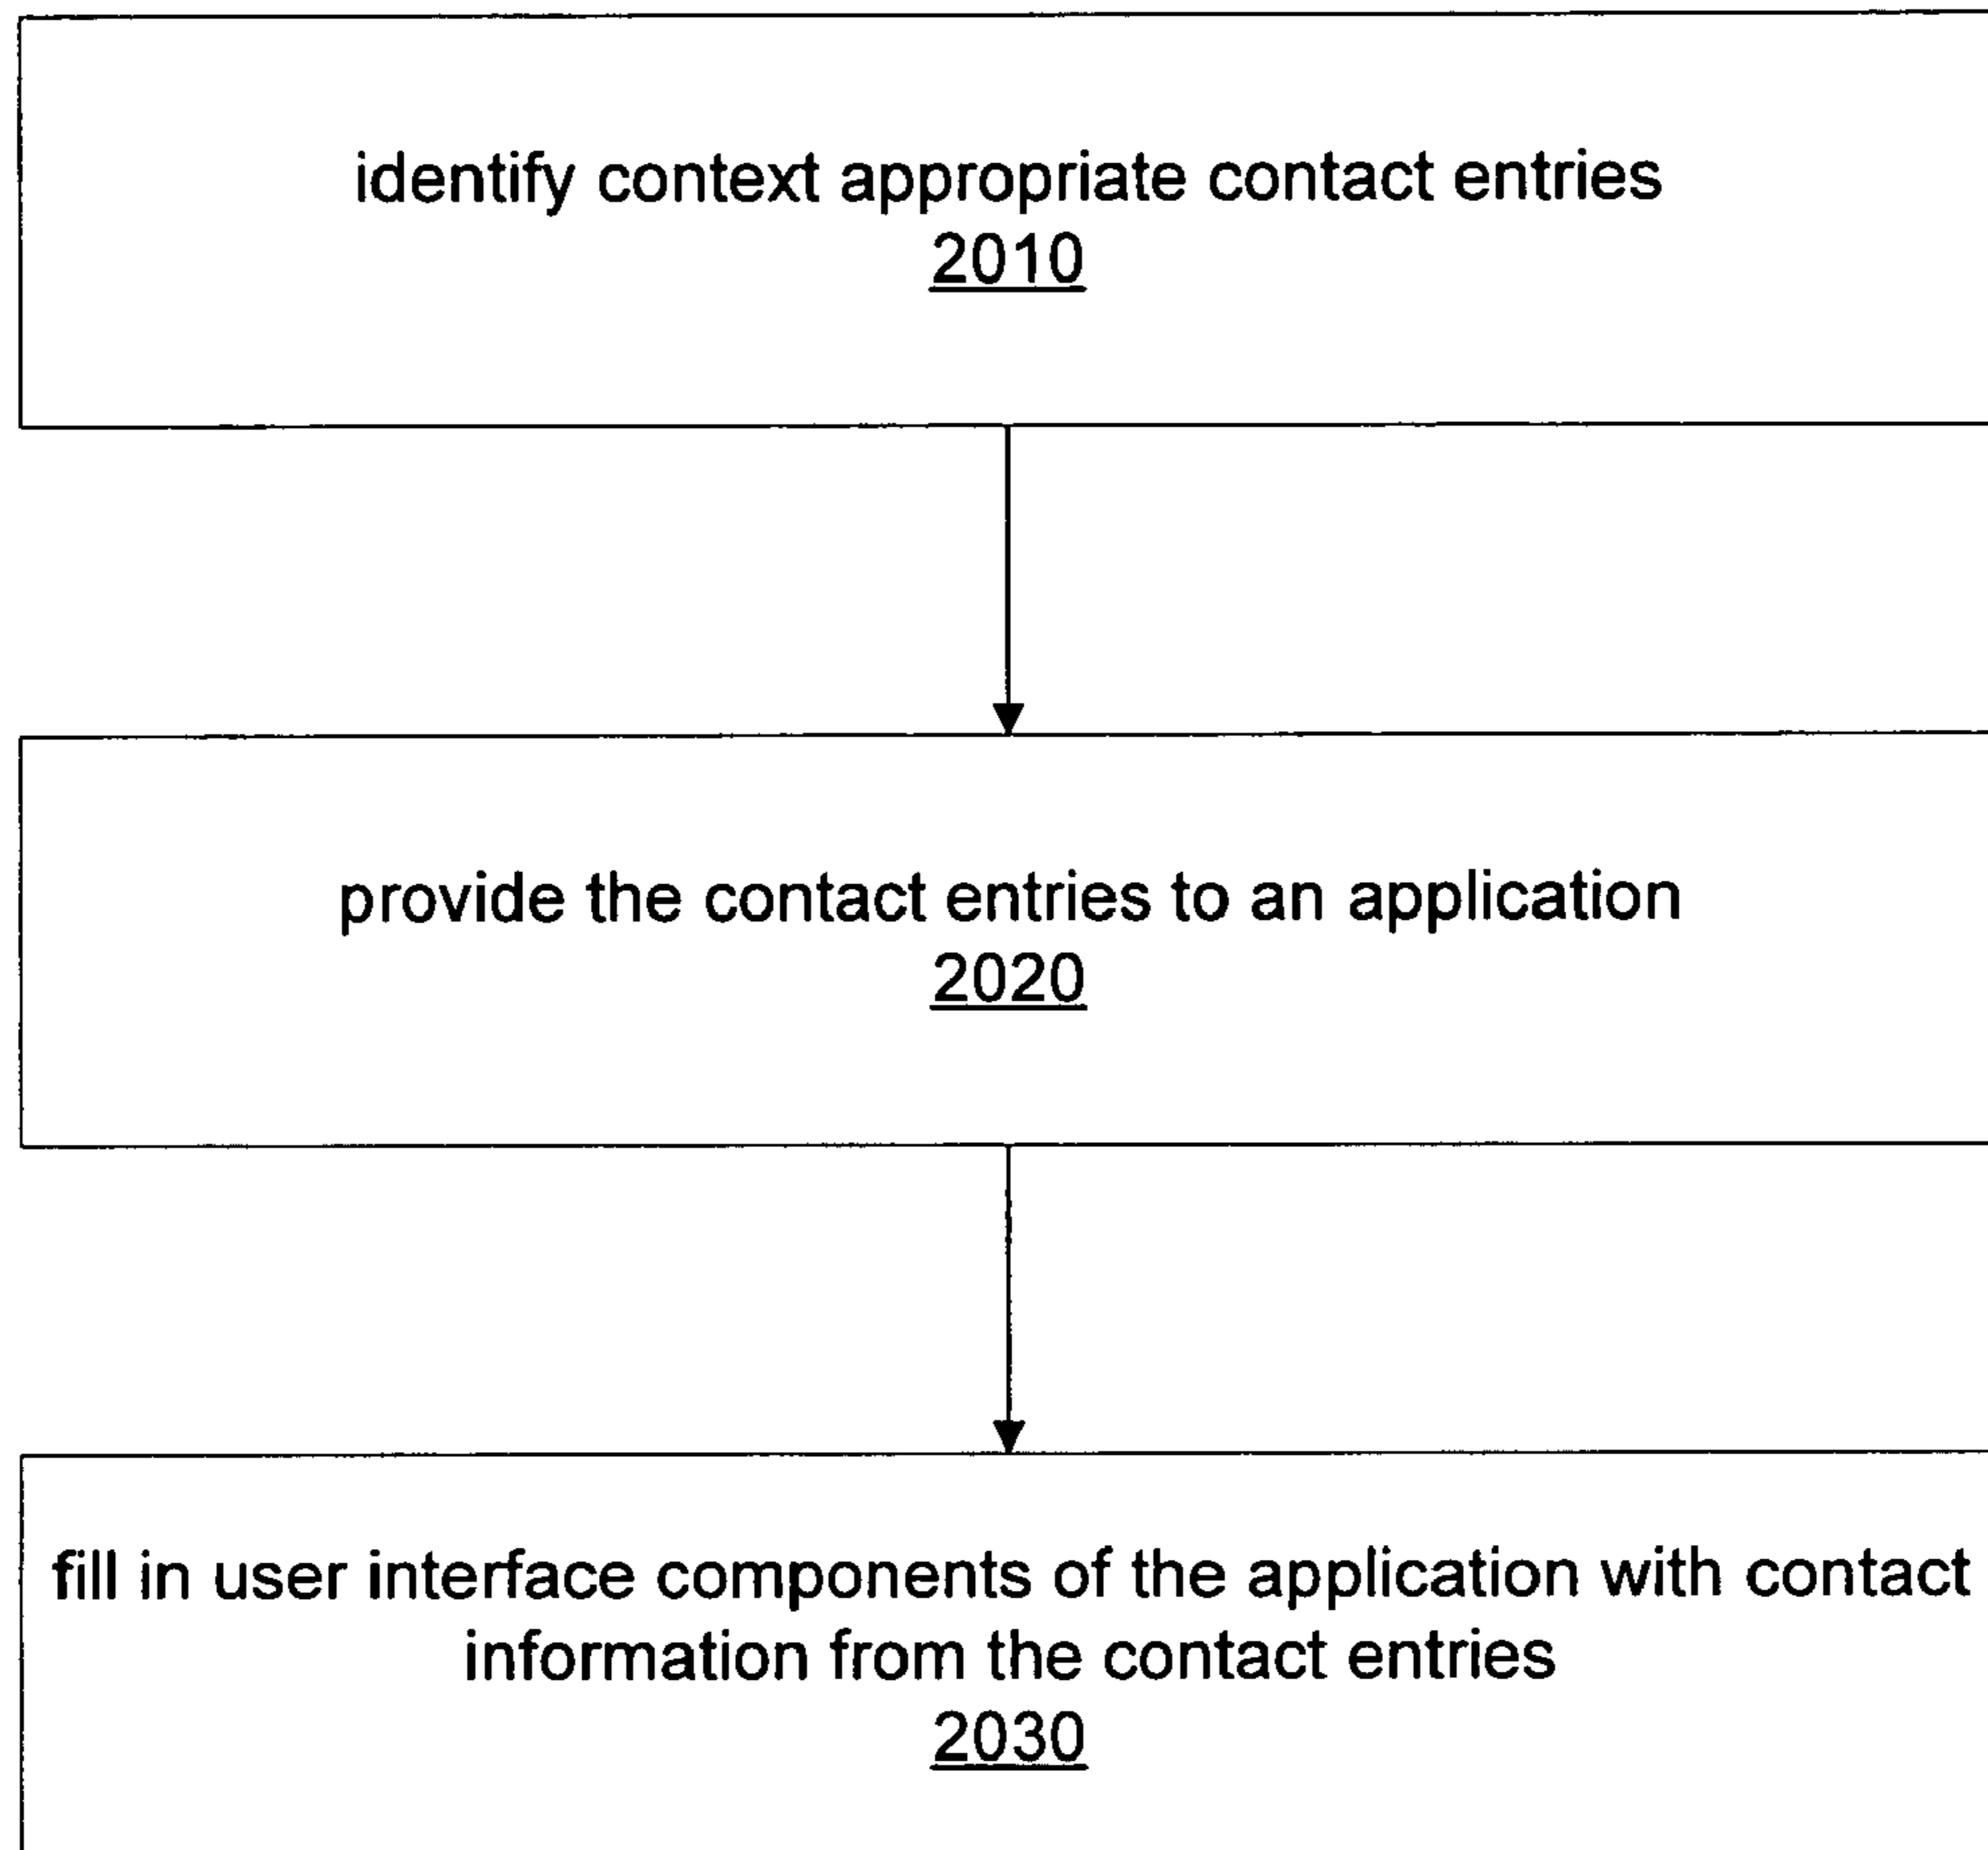 identify context appropriate contact entries
2010
provide the contact entries to an application
2020
fill in user interface components of the application with contact
information from the contact entries
2030